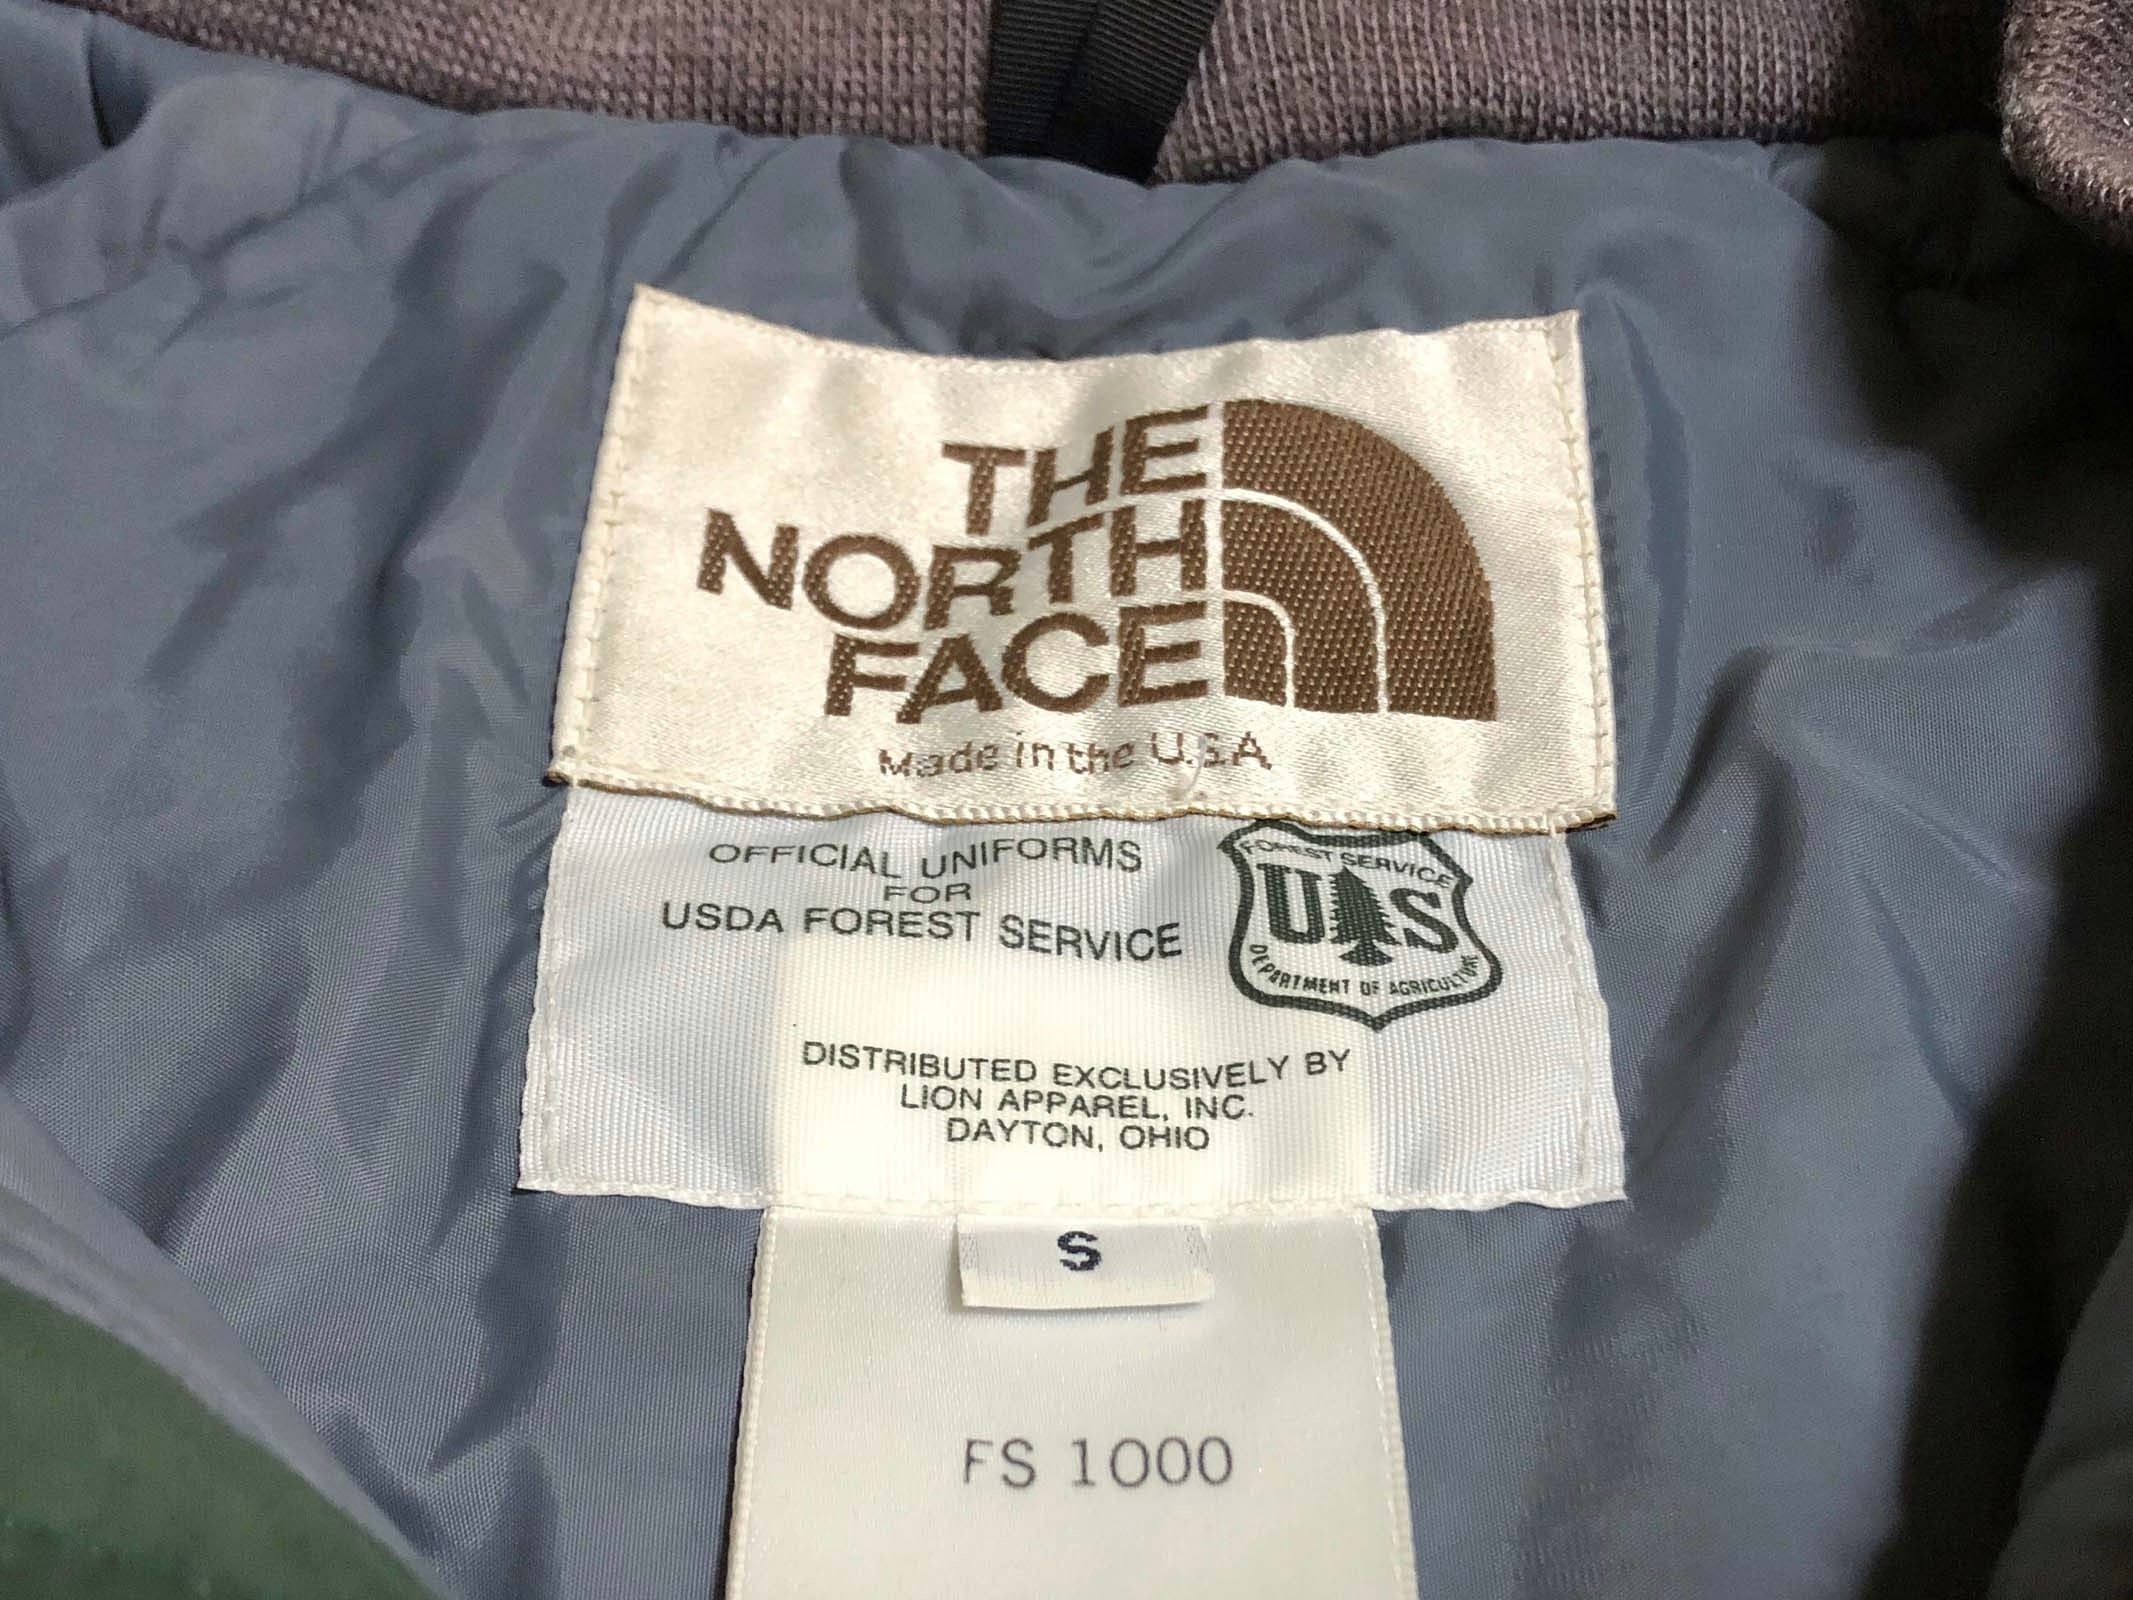 THE
NORTH
FACE
Made in the U.S.A.
OFFICIAL UNIFORMS
FOR
USDA FOREST SERVICE
FOREST SERVICE
U S
DEPARTMENT OF AGRICULTURE
DISTRIBUTED EXCLUSIVELY BY
LION APPAREL, INC.
DAYTON, OHIO
S
FS 1000